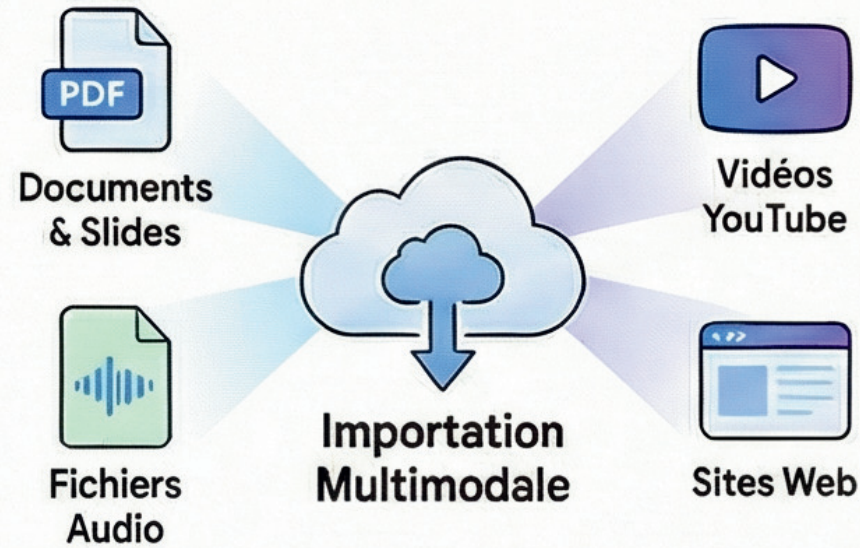 PDF
Documents
& Slides
Vidéos
YouTube
Fichiers
Audio
Importation
Multimodale
Sites Web